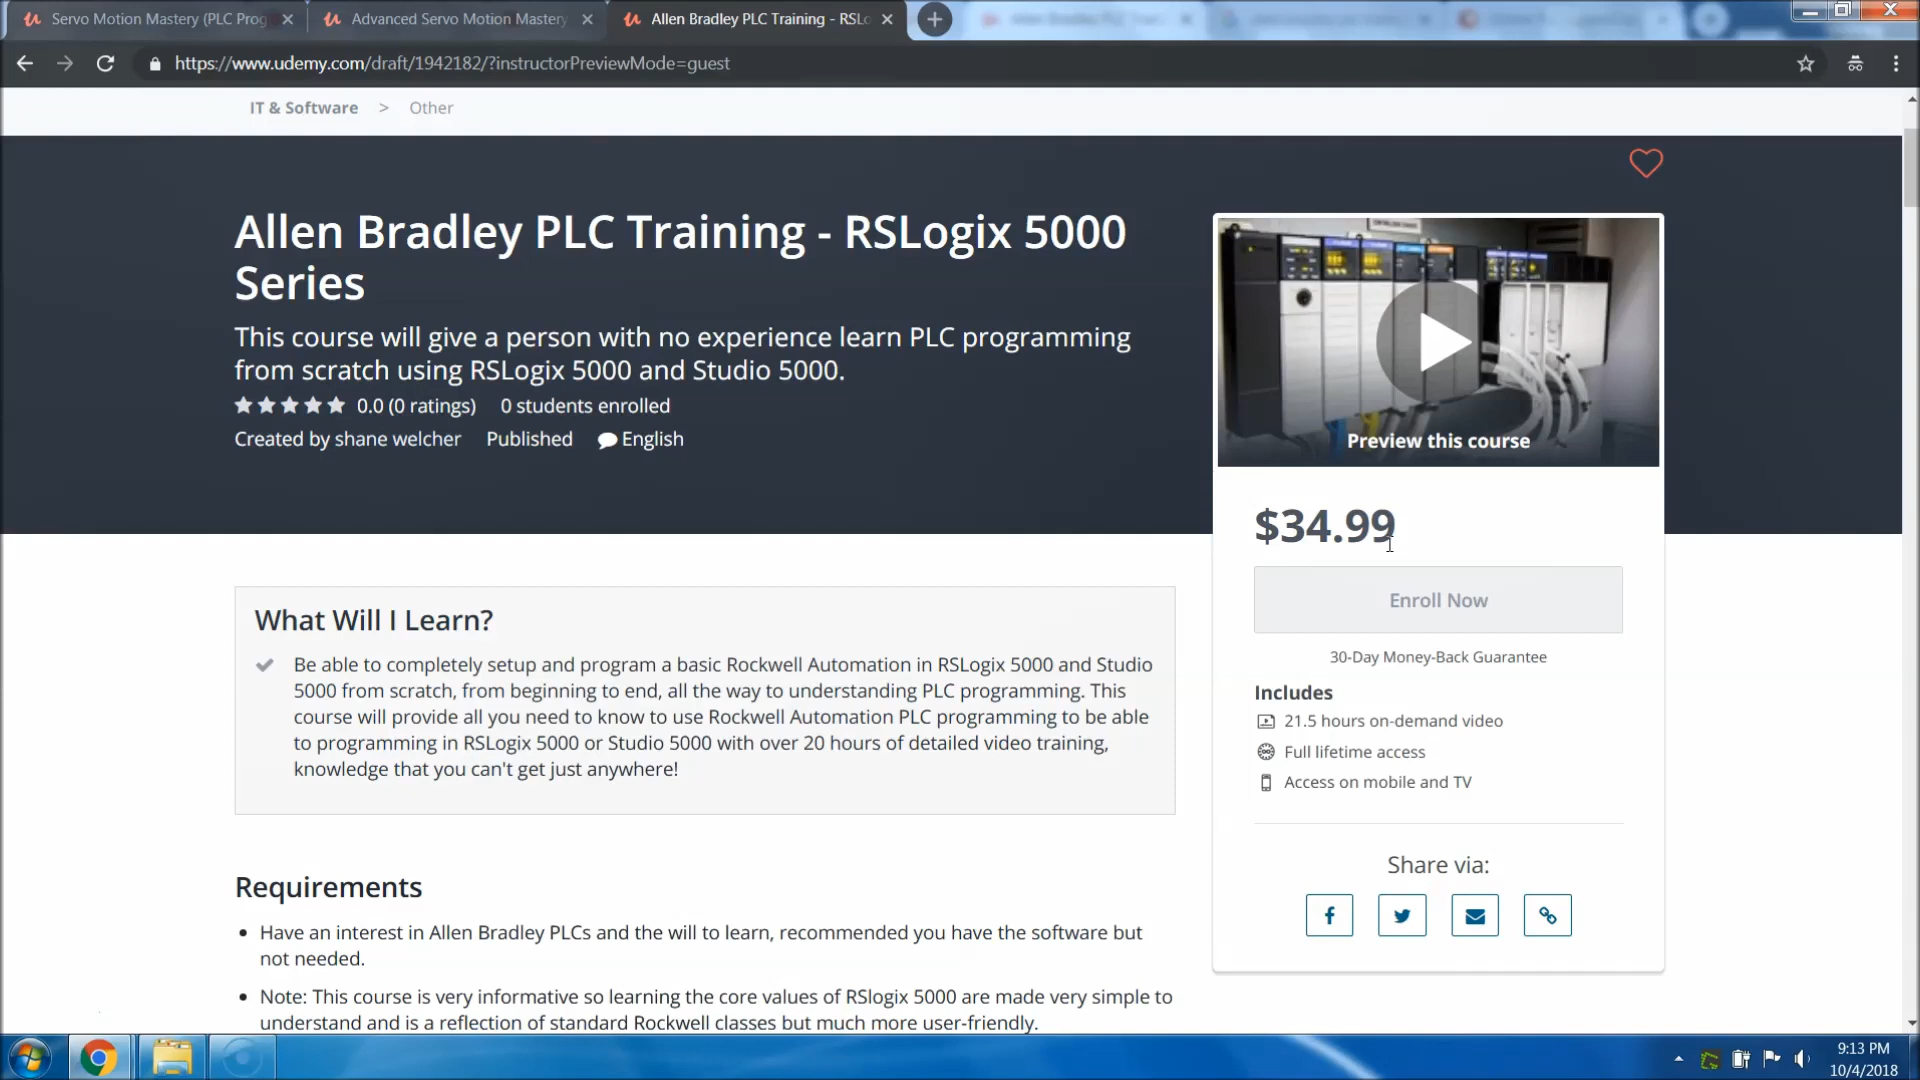 Servo Motion Mastery (PLC Prog
Advanced Servo Motion Mastery
Allen Bradley PLC Training - RSLo
https://www.udemy.com/draft/1942182/?instructorPreviewMode=guest
IT & Software > Other
Allen Bradley PLC Training - RSLogix 5000
Series
This course will give a person with no experience learn PLC programming
from scratch using RSLogix 5000 and Studio 5000.
0.0 (0 ratings) 0 students enrolled
Created by shane welcher Published English
Preview this course
$34.99
Enroll Now
30-Day Money-Back Guarantee
Includes
21.5 hours on-demand video
Full lifetime access
Access on mobile and TV
Share via:
What Will I Learn?
Be able to completely setup and program a basic Rockwell Automation in RSLogix 5000 and Studio
5000 from scratch, from beginning to end, all the way to understanding PLC programming. This
course will provide all you need to know to use Rockwell Automation PLC programming to be able
to programming in RSLogix 5000 or Studio 5000 with over 20 hours of detailed video training,
knowledge that you can't get just anywhere!
Requirements
Have an interest in Allen Bradley PLCs and the will to learn, recommended you have the software but
not needed.
Note: This course is very informative so learning the core values of RSlogix 5000 are made very simple to
understand and is a reflection of standard Rockwell classes but much more user-friendly.
9:13 PM
10/4/2018